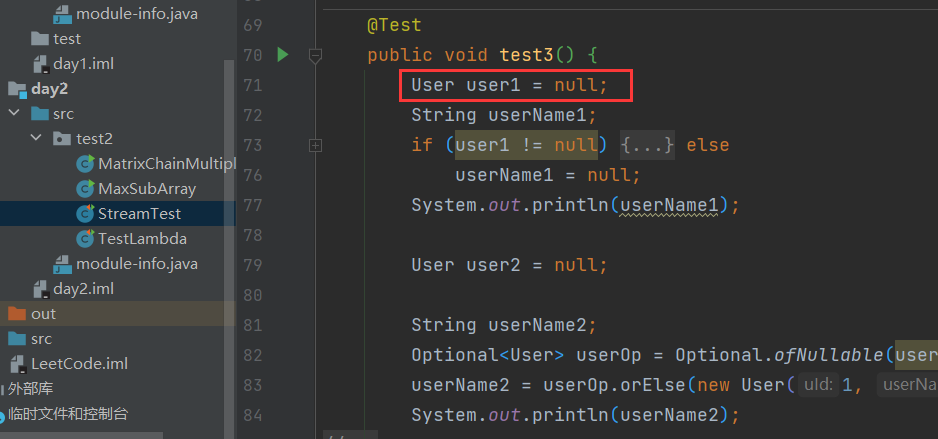 module-info.java
test
day1.iml
day2
src
test2
MatrixChainMultipl
MaxSubArray
StreamTest
TestLambda
module-info.java
day2.iml
out
src
LeetCode.iml
外部库
临时文件和控制台
69 @Test
70 public void test3() {
71 User user1 = null;
72 String userName1;
73 if (user1 != null) {...} else
76 userName1 = null;
77 System.out.println(userName1);
78
79 User user2 = null;
80
81 String userName2;
82 Optional<User> userOp = Optional.ofNullable(user
83 userName2 = userOp.orElse(new User( uId: 1, userNa
84 System.out.println(userName2);